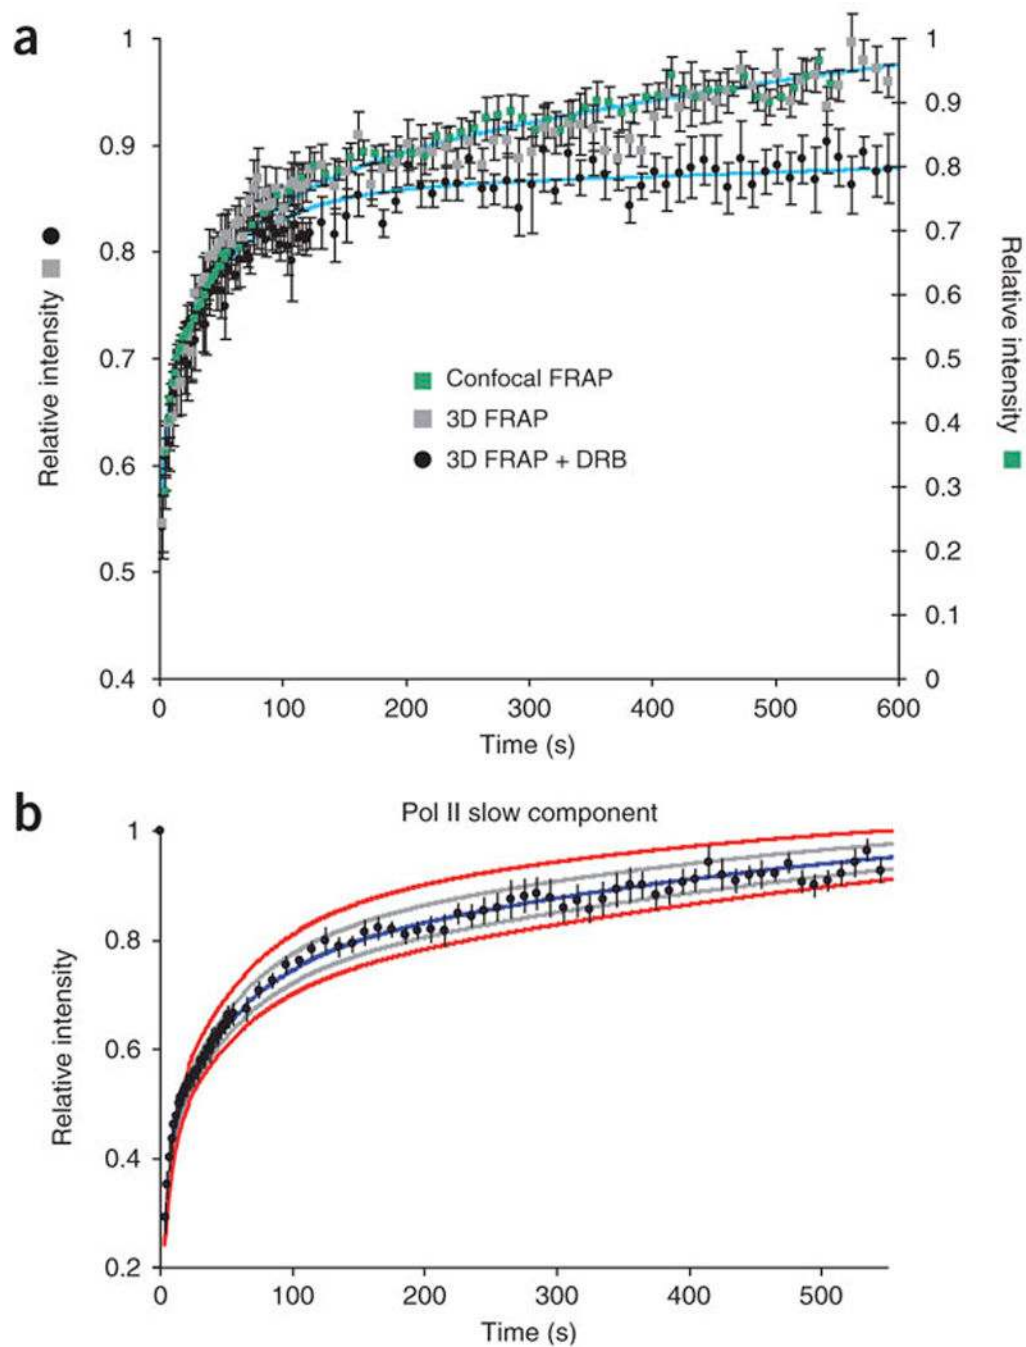 a
1
0.9
0.8
0.7
0.6
0.5
0.4
Relative intensity
1
0.9
0.8
0.7
0.6
0.5
0.4
0.3
0.2
0.1
0
Relative intensity
Confocal FRAP
3D FRAP
3D FRAP + DRB
0 100 200 300 400 500 600
Time (s)
b
Pol II slow component
1
0.8
0.6
0.4
0.2
Relative intensity
0 100 200 300 400 500
Time (s)